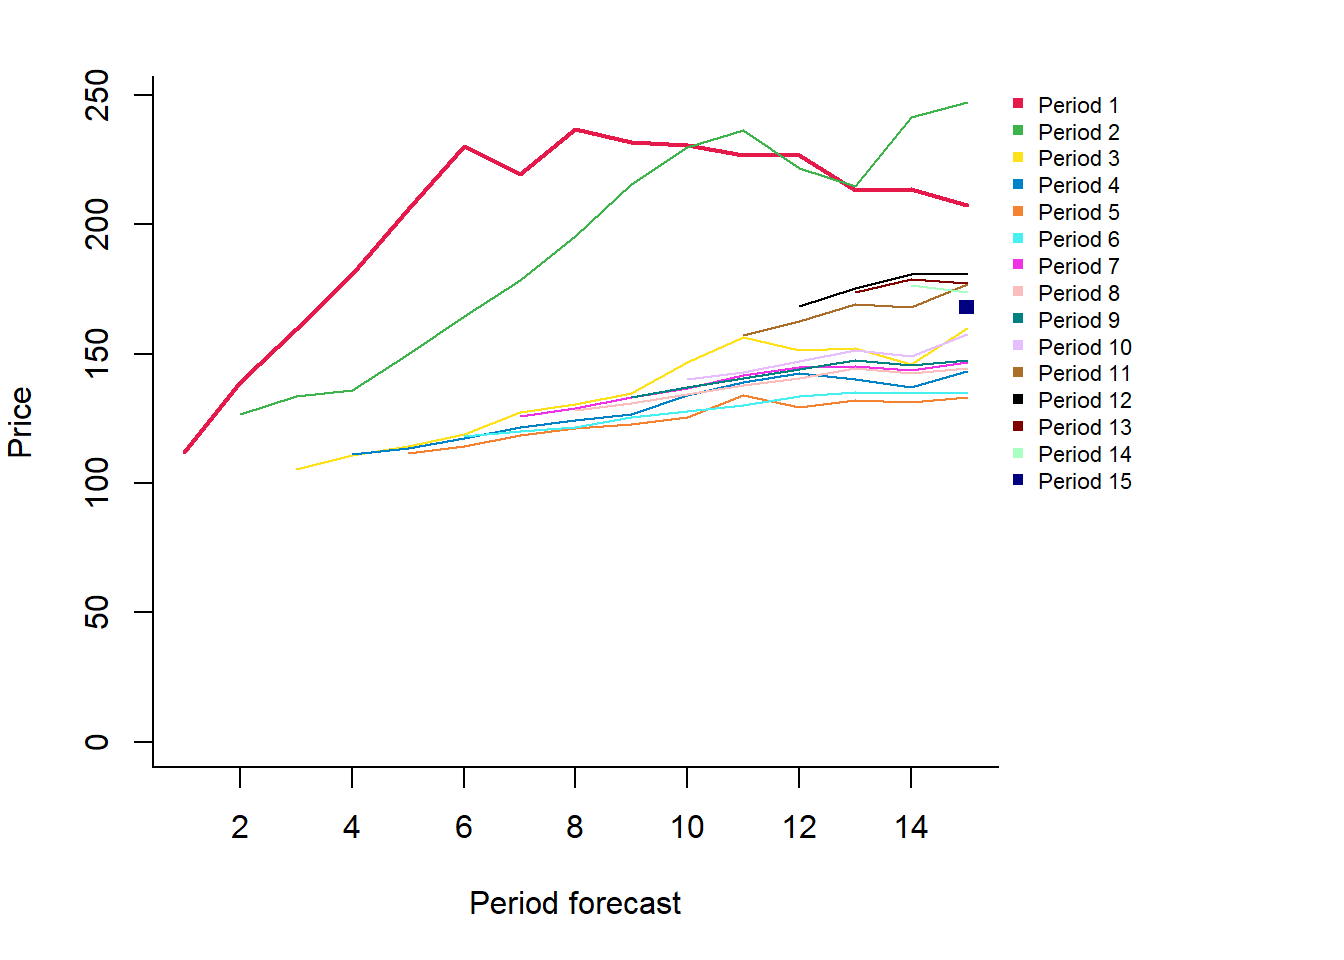 250
200
150
100
50
0
Price
2 4 6 8 10 12 14
Period forecast
Period 1
Period 2
Period 3
Period 4
Period 5
Period 6
Period 7
Period 8
Period 9
Period 10
Period 11
Period 12
Period 13
Period 14
Period 15